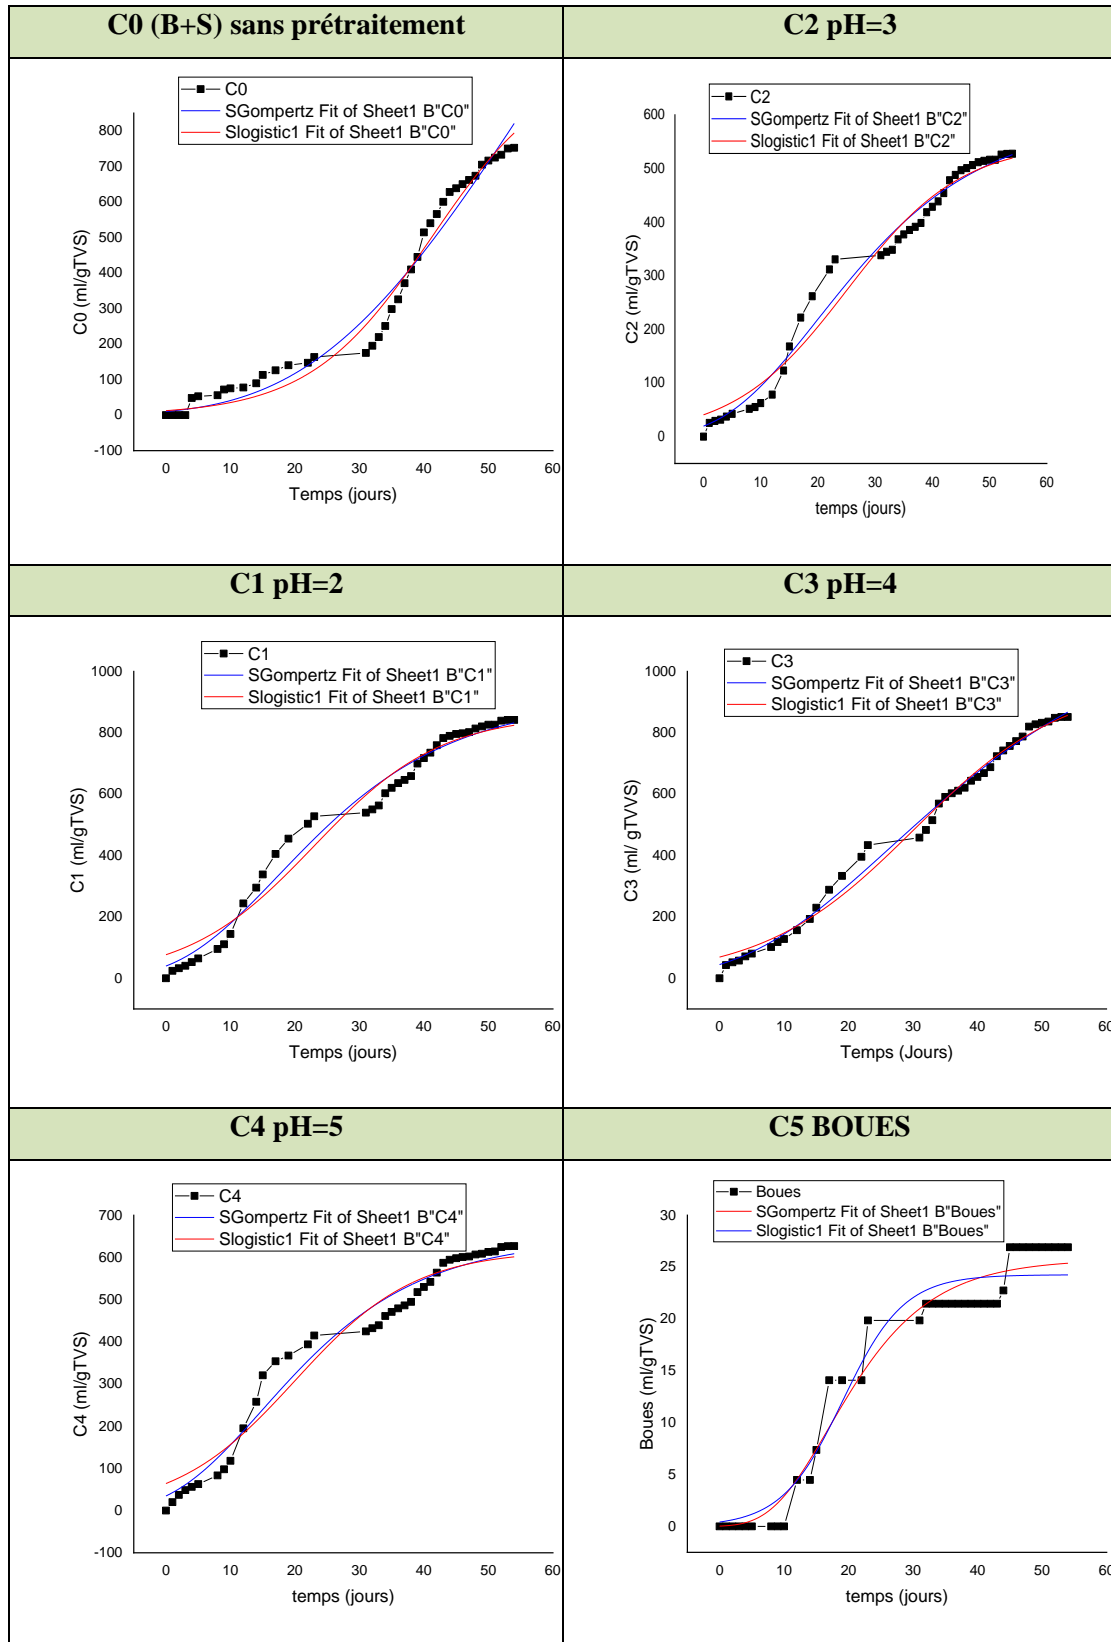 C0 (B+S) sans prétraitement
C2 pH=3
C0
SGompertz Fit of Sheet1 B"C0"
Slogistic1 Fit of Sheet1 B"C0"
800
700
600
500
400
300
200
100
0
-100
C0 (ml/gTVS)
0 10 20 30 40 50 60
Temps (jours)
C2
SGompertz Fit of Sheet1 B"C2"
Slogistic1 Fit of Sheet1 B"C2"
600
500
400
300
200
100
0
C2 (ml/gTVS)
0 10 20 30 40 50 60
temps (jours)
C1 pH=2
C3 pH=4
C1
SGompertz Fit of Sheet1 B"C1"
Slogistic1 Fit of Sheet1 B"C1"
1000
800
600
400
200
0
C1 (ml/gTVS)
0 10 20 30 40 50 60
Temps (jours)
C3
SGompertz Fit of Sheet1 B"C3"
Slogistic1 Fit of Sheet1 B"C3"
1000
800
600
400
200
0
C3 (ml/ gTVVS)
0 10 20 30 40 50 60
Temps (Jours)
C4 pH=5
C5 BOUES
C4
SGompertz Fit of Sheet1 B"C4"
Slogistic1 Fit of Sheet1 B"C4"
700
600
500
400
300
200
100
0
-100
C4 (ml/gTVS)
0 10 20 30 40 50 60
temps (jours)
Boues
SGompertz Fit of Sheet1 B"Boues"
Slogistic1 Fit of Sheet1 B"Boues"
30
25
20
15
10
5
0
Boues (ml/gTVS)
0 10 20 30 40 50 60
temps (jours)